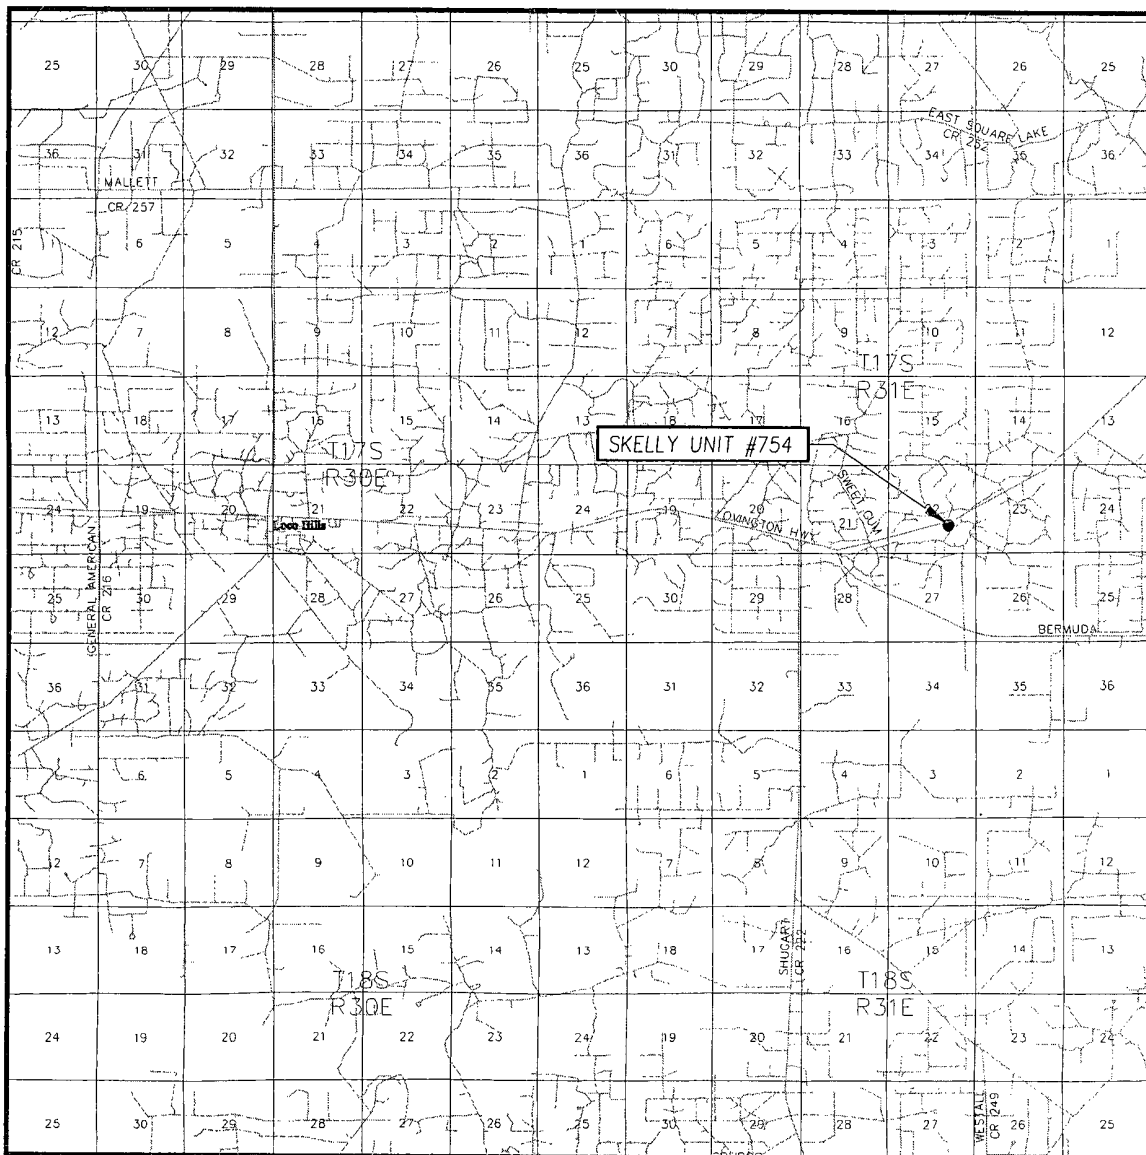 25 30 29 28 27 26 25 30 29 28 27 26 25
EAST SQUARE LAKE
CR 252
36 31 32 33 34 35 36 31 32 33 34 35 36
MALLETT
CR 257
CR 215
6 5 4 3 2 1 6 5 4 3 2 1
12 7 8 9 10 11 12 7 8 9 10 11 12
T17S
R31E
13 18 17 16 15 14 13 18 17 16 15 14 13
SKELLY UNIT #754
T17S
R30E
SWEET GUM
24 19 20 21 22 23 24 19 20 21 22 23 24
Loco Hills
LOVINGTON HWY
GENERAL AMERICAN
CR 216
25 30 29 28 27 26 25 30 29 28 27 26 25
BERMUDA
36 31 32 33 34 35 36 31 32 33 34 35 36
6 5 4 3 2 1 6 5 4 3 2 1
12 7 8 9 10 11 12 7 8 9 10 11 12
SHUGART
CR 222
13 18 17 16 15 14 13 18 17 16 15 14 13
T18S
R30E
T18S
R31E
24 19 20 21 22 23 24 19 20 21 22 23 24
WESTALL
CR 249
25 30 29 28 27 26 25 30 29 28 27 26 25